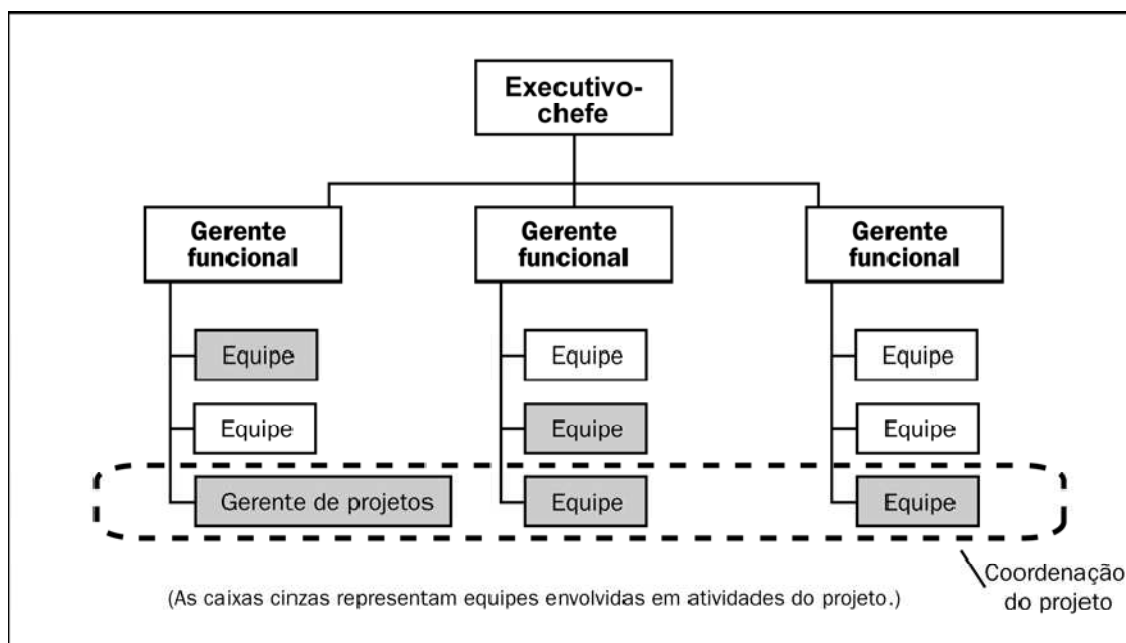 Executivo-
chefe
Gerente
funcional
Gerente
funcional
Gerente
funcional
Equipe
Equipe
Equipe
Equipe
Equipe
Equipe
Gerente de projetos
Equipe
Equipe
(As caixas cinzas representam equipes envolvidas em atividades do projeto.)
Coordenação
do projeto